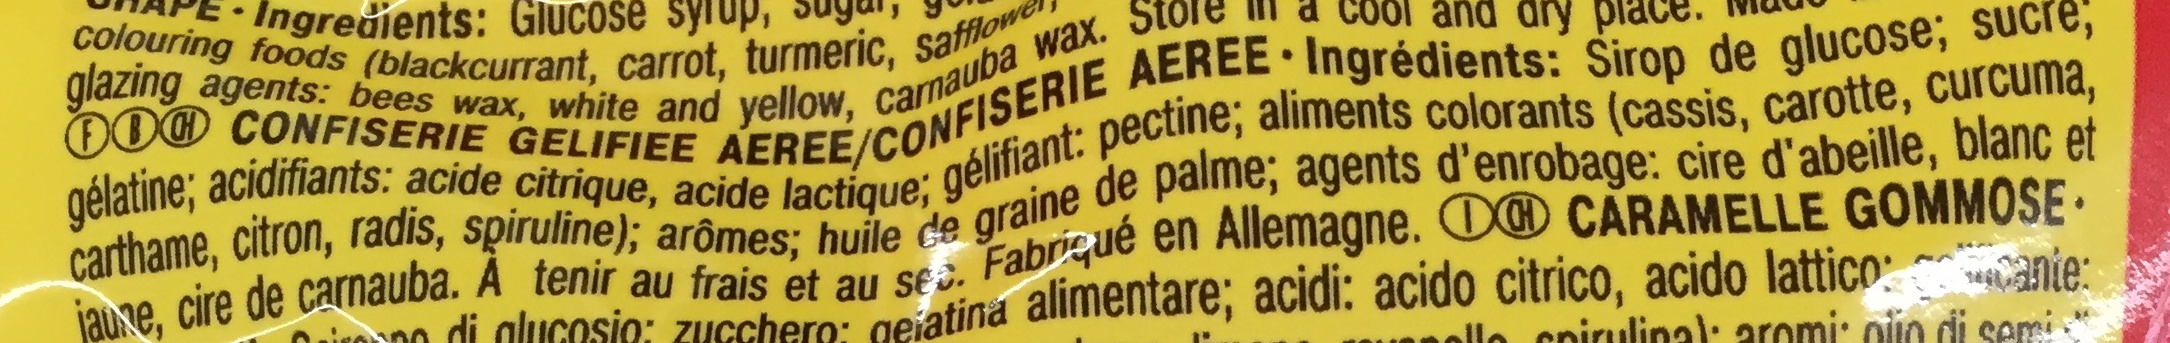 SHAPE • Ingredients: Glucose syrup, sugar,
colouring foods (blackcurrant, carrot, turmeric, safflower,
glazing agents: bees wax, white and yellow, carnauba wax. Store in a cool and dry place.
Ⓕ Ⓑ ⒸⒽ CONFISERIE GELIFIEE AEREE/CONFISERIE AEREE • Ingrédients: Sirop de glucose; sucre;
gélatine; acidifiants: acide citrique, acide lactique; gélifiant: pectine; aliments colorants (cassis, carotte, curcuma,
carthame, citron, radis, spiruline); arômes; huile de graine de palme; agents d'enrobage: cire d'abeille, blanc et
jaune, cire de carnauba. À tenir au frais et au sec. Fabriqué en Allemagne. Ⓘ ⒸⒽ CARAMELLE GOMMOSE •
di glucosio; zucchero; gelatina alimentare; acidi: acido citrico, acido lattico;
spirulina); aromi; olio di semi di